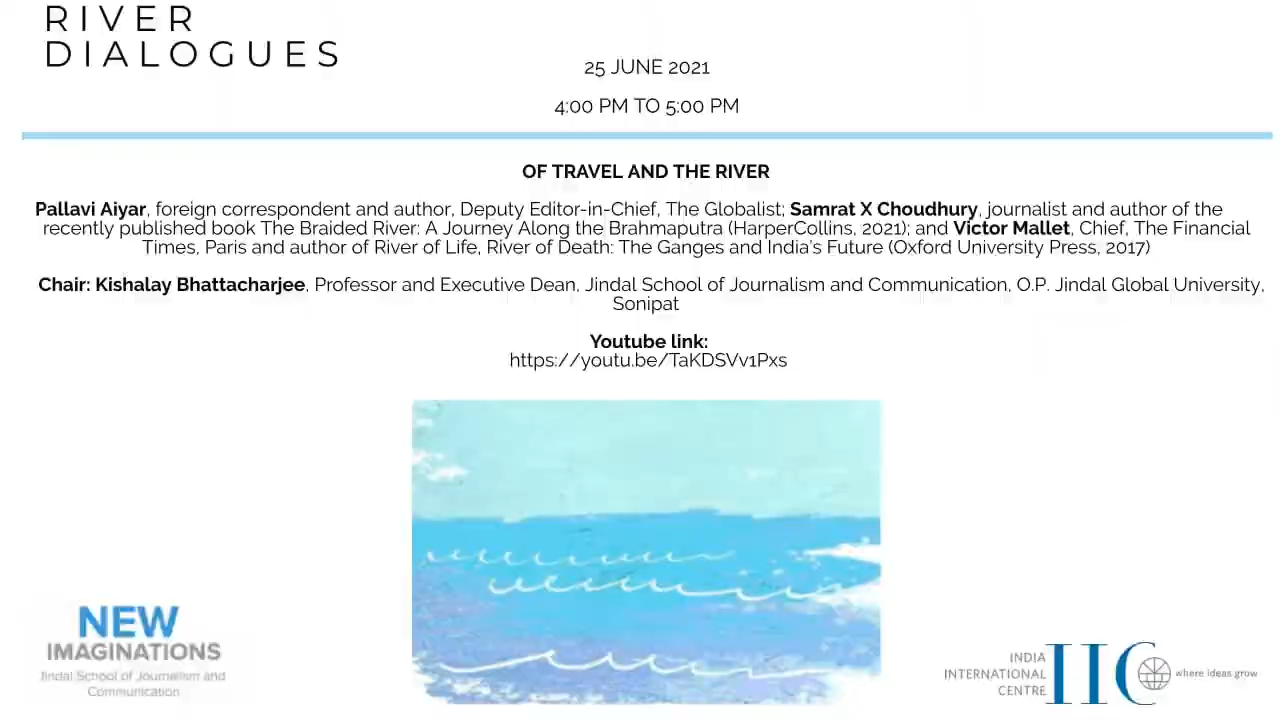 RIVER
DIALOGUES
25 JUNE 2021
4:00 PM TO 5:00 PM
OF TRAVEL AND THE RIVER
Pallavi Aiyar, foreign correspondent and author, Deputy Editor-in-Chief, The Globalist; Samrat X Choudhury, journalist and author of the
recently published book The Braided River: A Journey Along the Brahmaputra (HarperCollins, 2021); and Victor Mallet, Chief, The Financial
Times, Paris and author of River of Life, River of Death: The Ganges and India's Future (Oxford University Press, 2017)
Chair: Kishalay Bhattacharjee, Professor and Executive Dean, Jindal School of Journalism and Communication, O.P. Jindal Global University,
Sonipat
Youtube link:
https://youtu.be/TaKDSVv1Pxs
NEW
IMAGINATIONS
Jindal School of Journalism and
Communication
INDIA
INTERNATIONAL
CENTRE
IIC
where ideas grow